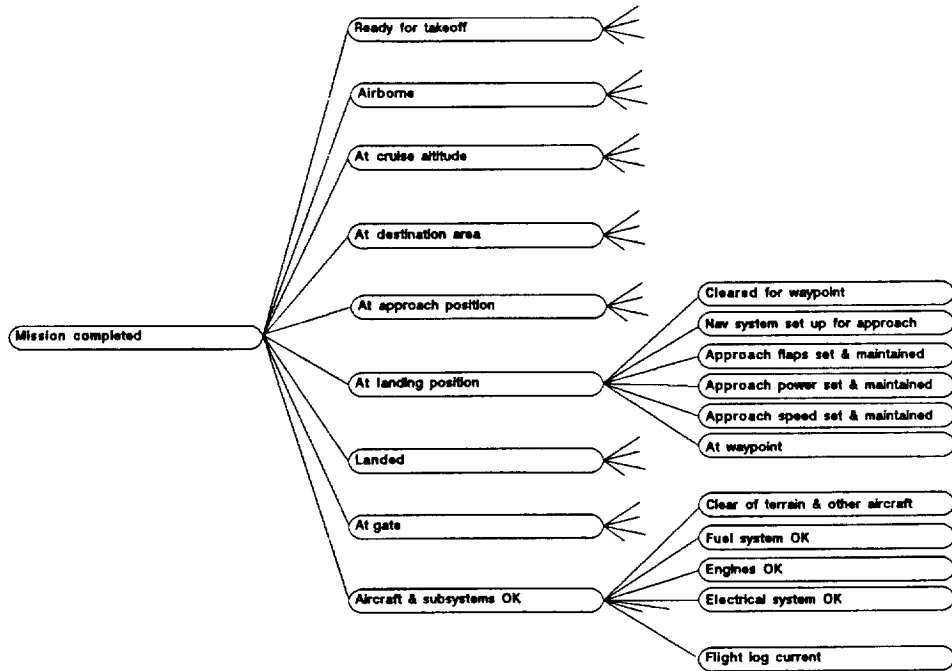 Mission completed
Ready for takeoff
Airborne
At cruise altitude
At destination area
At approach position
At landing position
Landed
At gate
Aircraft & subsystems OK
Cleared for waypoint
Nav system set up for approach
Approach flaps set & maintained
Approach power set & maintained
Approach speed set & maintained
At waypoint
Clear of terrain & other aircraft
Fuel system OK
Engines OK
Electrical system OK
Flight log current